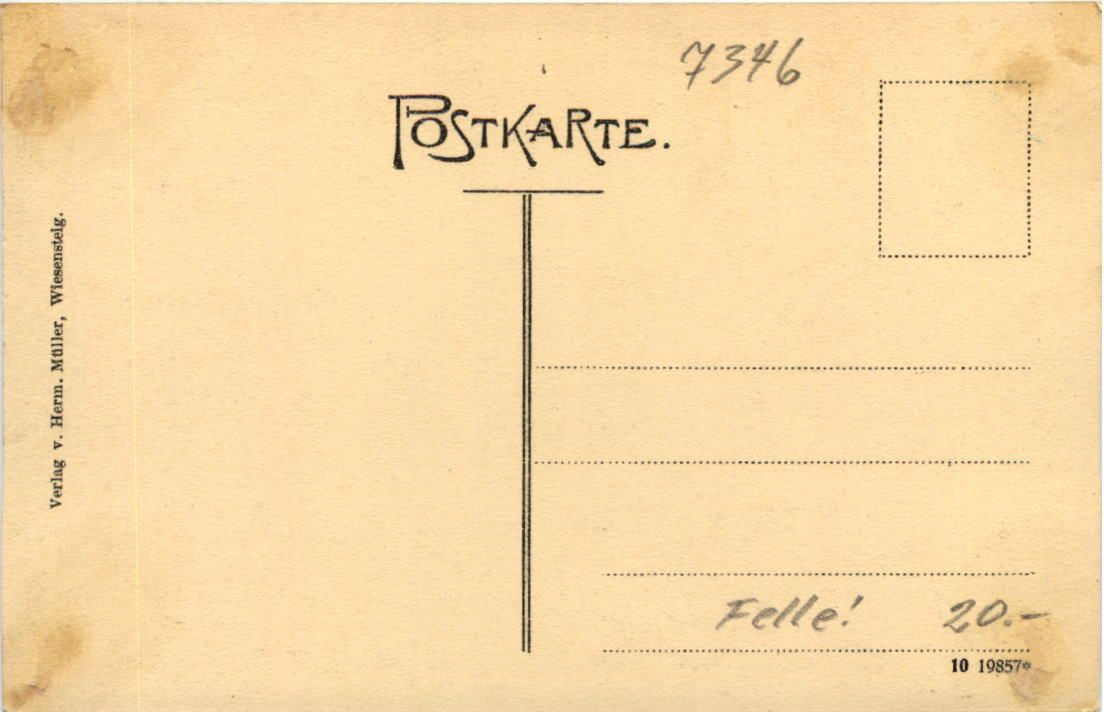 7346
POSTKARTE.
Verlag v. Herm. Müller, Wiesensteig.
Felle! 20.-
10 19857*